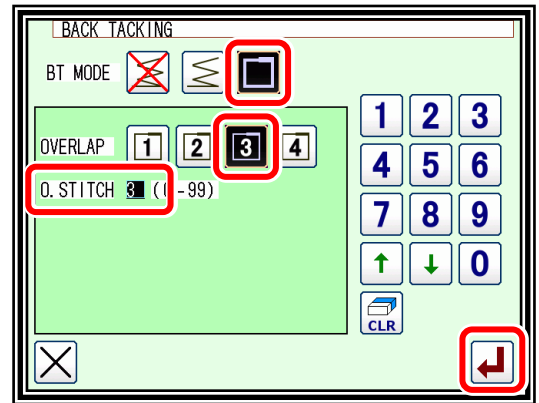 BACK TACKING
BT MODE
OVERLAP 1 2 3 4
O.STITCH 3 (0-99)
1 2 3
4 5 6
7 8 9
↑ ↓ 0
CLR